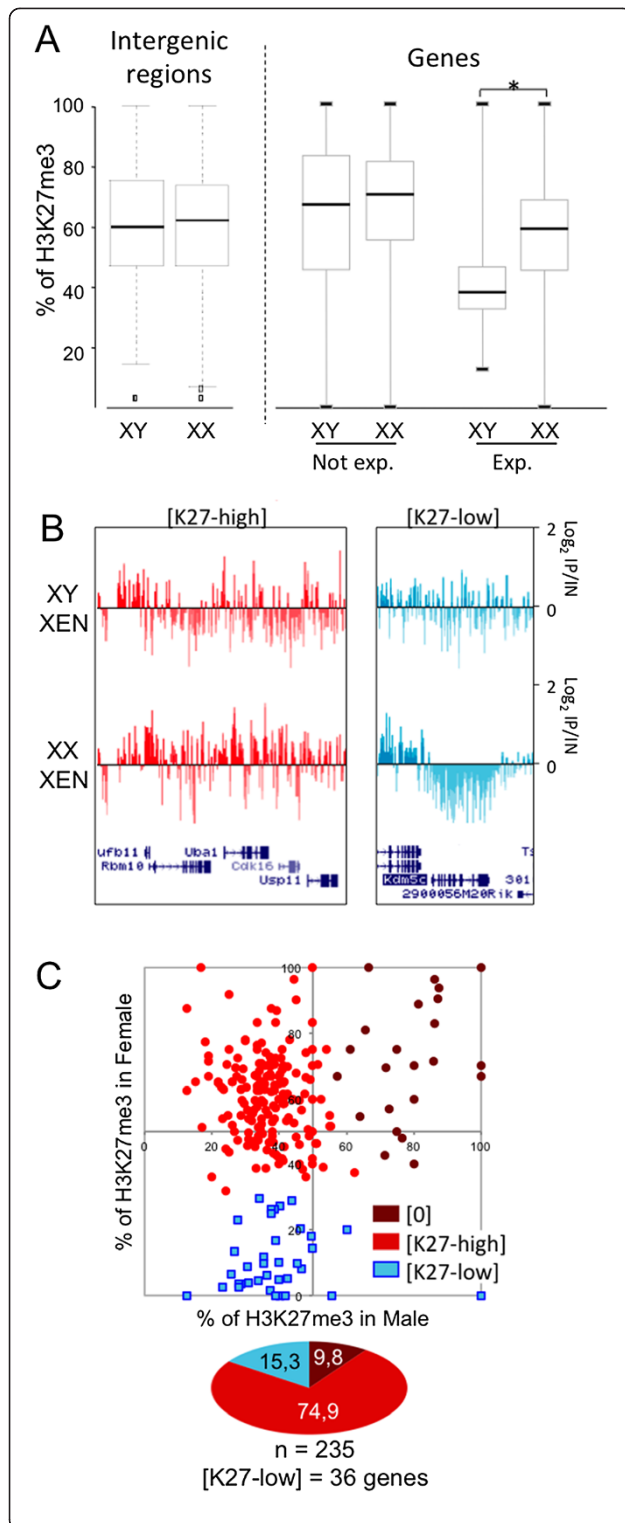 A
Intergenic
regions
Genes
% of H3K27me3
100
80
60
40
20
*
XY XX
XY XX XY XX
Not exp. Exp.
B
[K27-high] [K27-low]
XY
XEN
XX
XEN
2
0
Log2 IP/IN
2
0
Log2 IP/IN
ufb11 Uba1
Rbm10 Cdk16
Usp11
Ts
Kdm5c 301
2900056M20Rik
C
% of H3K27me3 in Female
100
80
60
40
20
0
0 20 40 60 80 100
[0]
[K27-high]
[K27-low]
% of H3K27me3 in Male
15,3 9,8
74,9
n = 235
[K27-low] = 36 genes